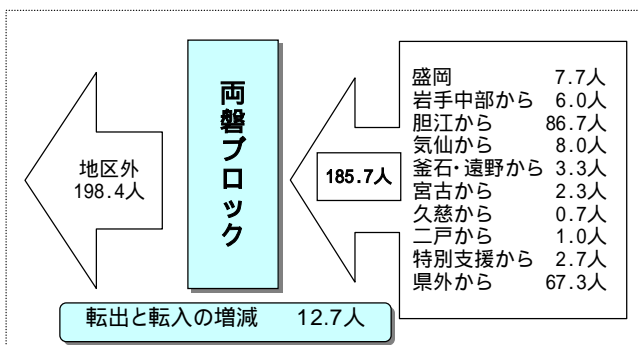 地区外
198.4人
両磐ブロック
185.7人
盛岡 7.7人
岩手中部から 6.0人
胆江から 86.7人
気仙から 8.0人
釜石・遠野から 3.3人
宮古から 2.3人
久慈から 0.7人
二戸から 1.0人
特別支援から 2.7人
県外から 67.3人
転出と転入の増減 12.7人